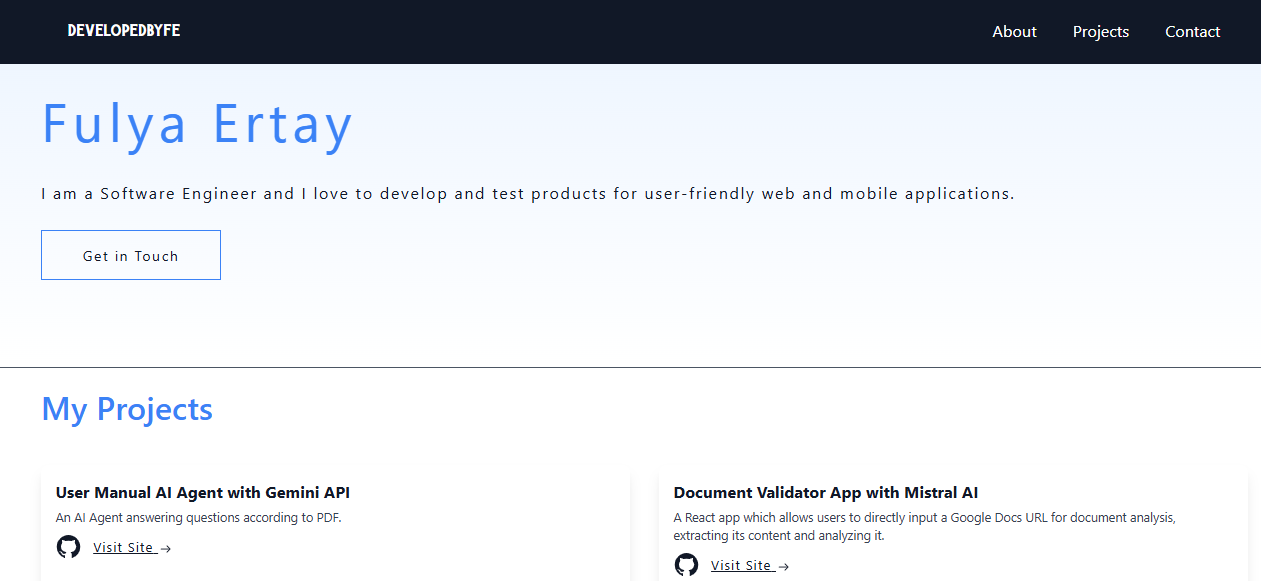 DEVELOPEDBYFE
About Projects Contact
Fulya Ertay
I am a Software Engineer and I love to develop and test products for user-friendly web and mobile applications.
Get in Touch
My Projects
User Manual AI Agent with Gemini API
An AI Agent answering questions according to PDF.
Visit Site →
Document Validator App with Mistral AI
A React app which allows users to directly input a Google Docs URL for document analysis,
extracting its content and analyzing it.
Visit Site →